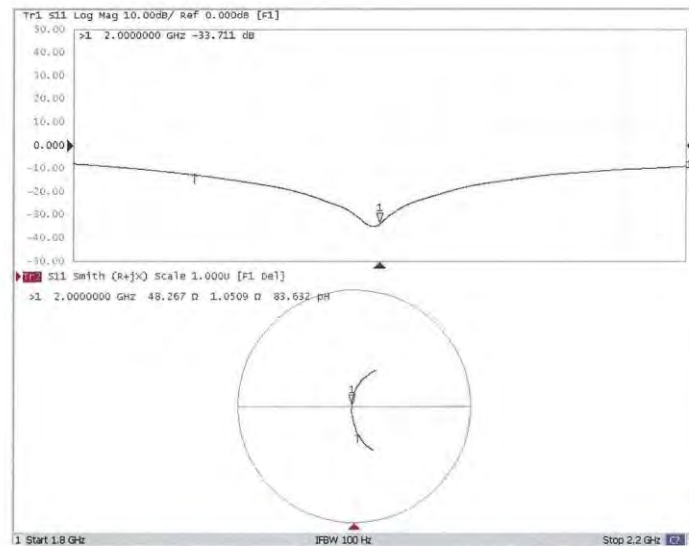 Tr1 S11 Log Mag 10.00dB/ Ref 0.000dB [F1]
50.00
>1 2.0000000 GHz -33.711 dB
40.00
30.00
20.00
10.00
0.000
-10.00
1
-20.00
-30.00
1
-40.00
-50.00
Tr2 S11 Smith (R+jX) Scale 1.000U [F1 Del]
>1 2.0000000 GHz 48.267 Ω 1.0509 Ω 83.632 pH
1
1 Start 1.8 GHz IFBW 100 Hz Stop 2.2 GHz